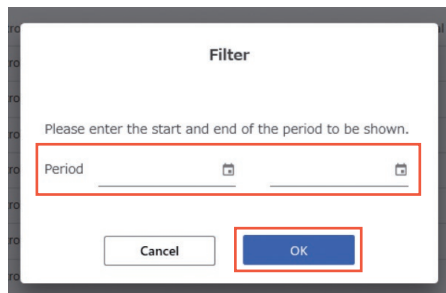 Filter
Please enter the start and end of the period to be shown.
Period
Cancel OK